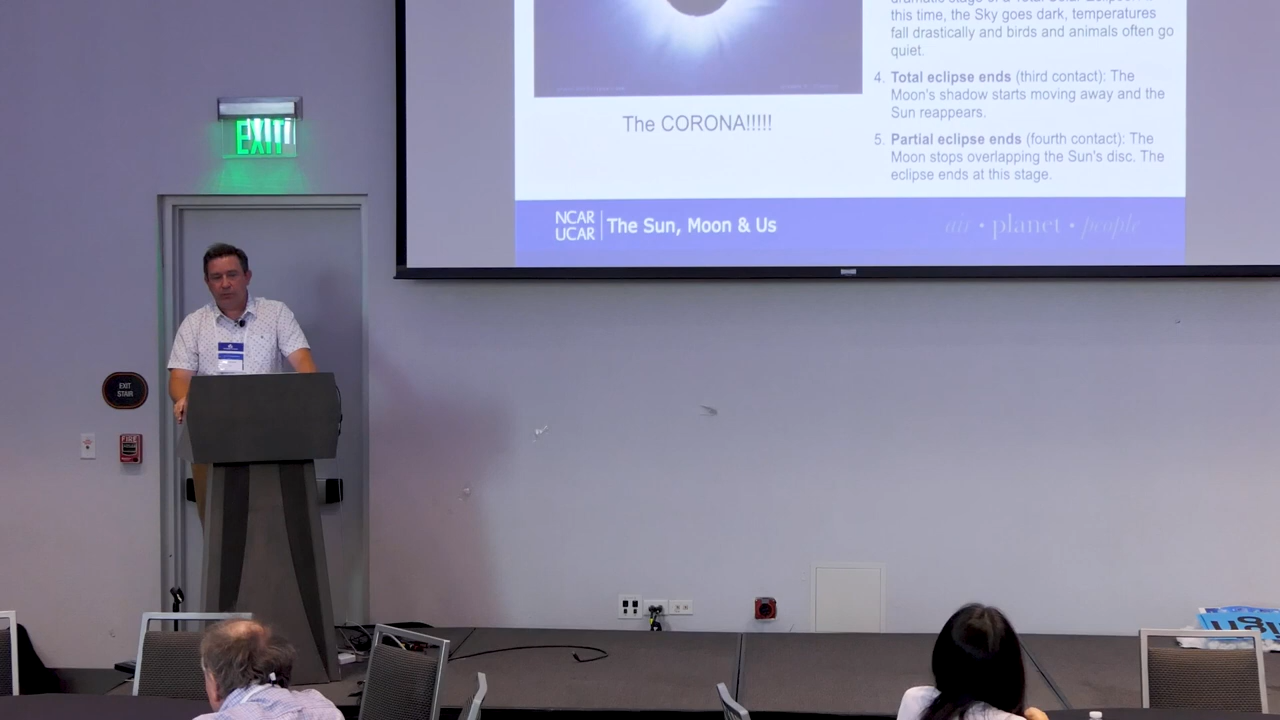 this time, the Sky goes dark, temperatures
fall drastically and birds and animals often go
quiet.
4. Total eclipse ends (third contact): The
Moon's shadow starts moving away and the
Sun reappears.
5. Partial eclipse ends (fourth contact): The
Moon stops overlapping the Sun's disc. The
eclipse ends at this stage.
The CORONA!!!!!
NCAR
UCAR
The Sun, Moon & Us
air • planet • people
EXIT
EXIT
STAIR
FIRE